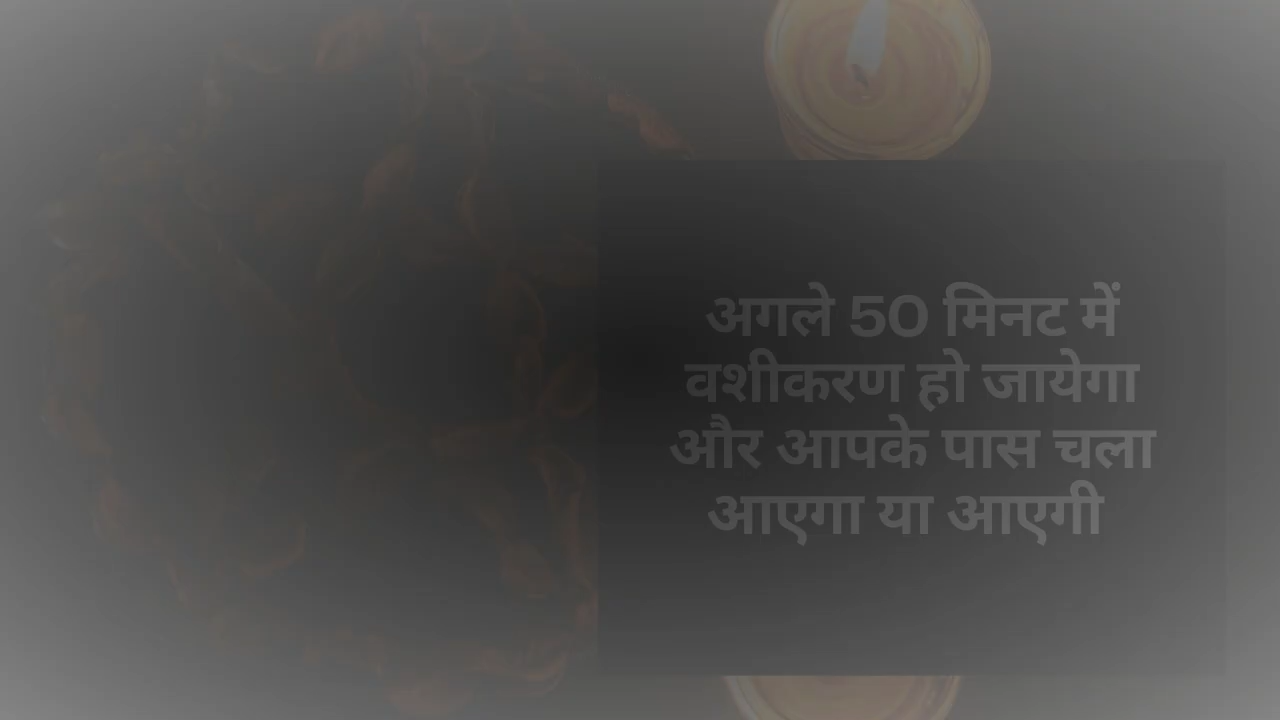 अगले 50 मिनट में
वशीकरण हो जायेगा
और आपके पास चला
आएगा या आएगी